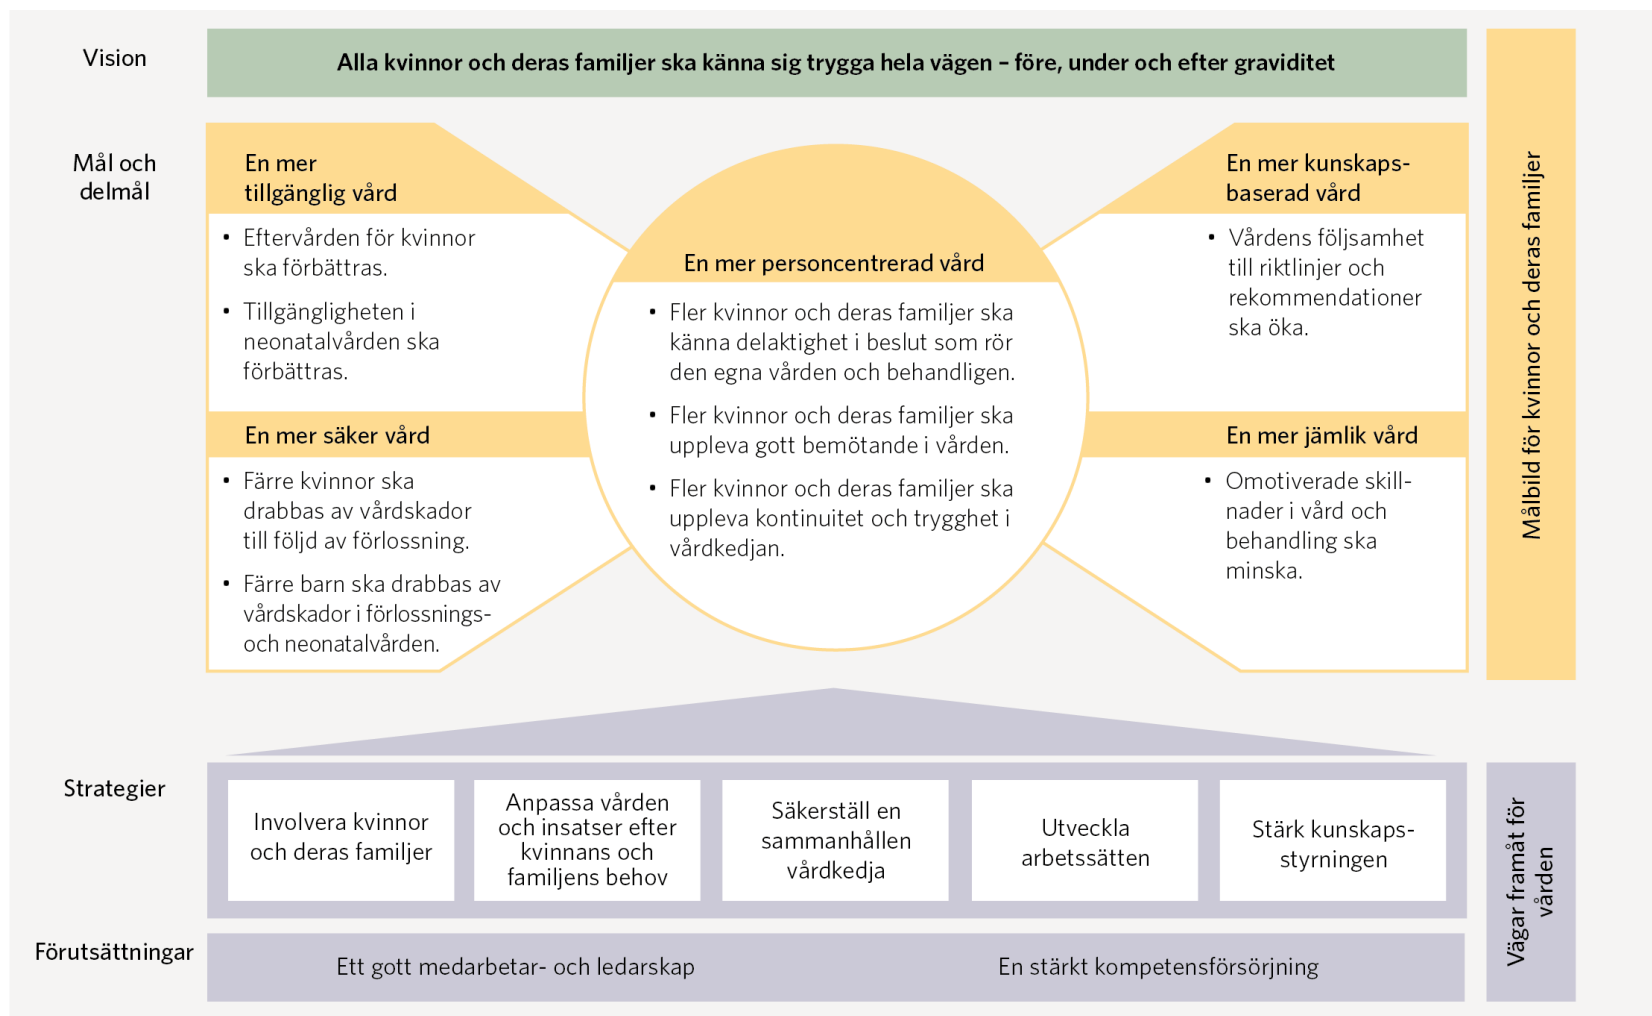 Vision
Alla kvinnor och deras familjer ska känna sig trygga hela vägen – före, under och efter graviditet
Mål och
delmål
En mer
tillgänglig vård
• Eftervården för kvinnor
ska förbättras.
• Tillgängligheten i
neonatalvården ska
förbättras.
En mer säker vård
• Färre kvinnor ska
drabbas av vårdskador
till följd av förlossning.
• Färre barn ska drabbas av
vårdskador i förlossnings-
och neonatalvården.
En mer personcentrerad vård
• Fler kvinnor och deras familjer ska
känna delaktighet i beslut som rör
den egna vården och behandligen.
• Fler kvinnor och deras familjer ska
uppleva gott bemötande i vården.
• Fler kvinnor och deras familjer ska
uppleva kontinuitet och trygghet i
vårdkedjan.
En mer kunskaps-
baserad vård
• Vårdens följsamhet
till riktlinjer och
rekommendationer
ska öka.
En mer jämlik vård
• Omotiverade skill-
nader i vård och
behandling ska
minska.
Målbild för kvinnor och deras familjer
Strategier
Involvera kvinnor
och deras familjer
Anpassa vården
och insatser efter
kvinnans och
familjens behov
Säkerställ en
sammanhållen
vårdkedja
Utveckla
arbetssätten
Stärk kunskaps-
styrningen
Förutsättningar
Ett gott medarbetar- och ledarskap
En stärkt kompetensförsörjning
Vägar framåt för
vården